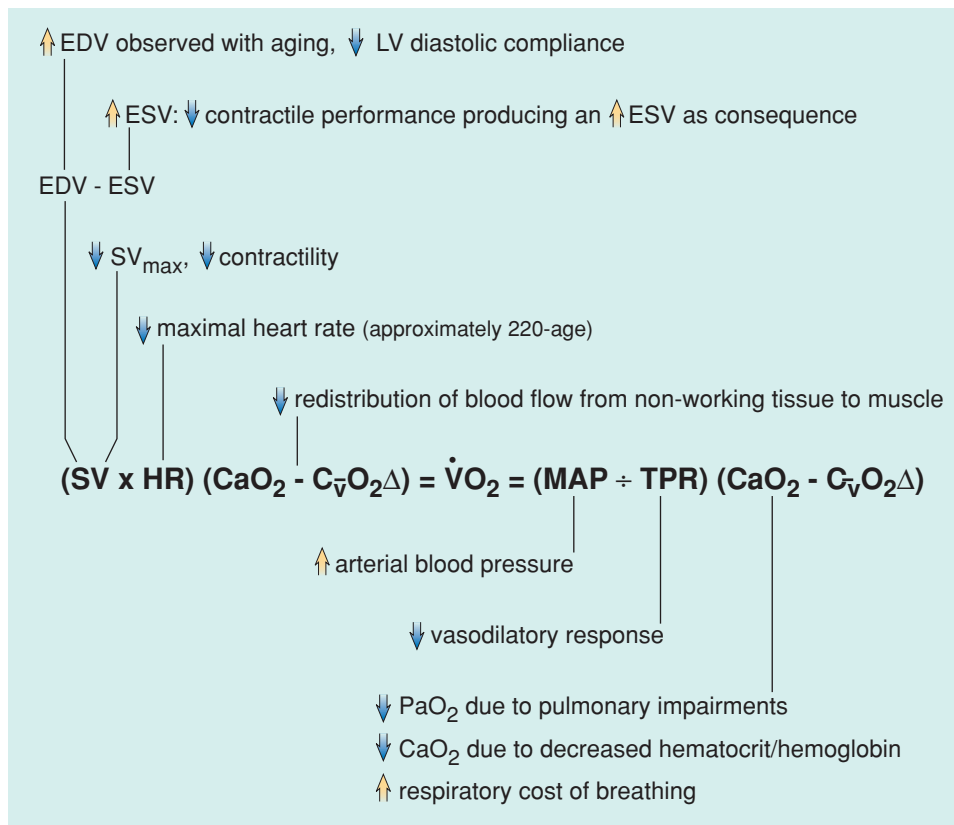 EDV observed with aging, LV diastolic compliance
ESV: contractile performance producing an ESV as consequence
EDV - ESV
SVmax, contractility
maximal heart rate (approximately 220-age)
redistribution of blood flow from non-working tissue to muscle
(SV x HR) (CaO₂ - Cv̄O₂Δ) = V̇O₂ = (MAP ÷ TPR) (CaO₂ - Cv̄O₂Δ)
arterial blood pressure
vasodilatory response
PaO₂ due to pulmonary impairments
CaO₂ due to decreased hematocrit/hemoglobin
respiratory cost of breathing